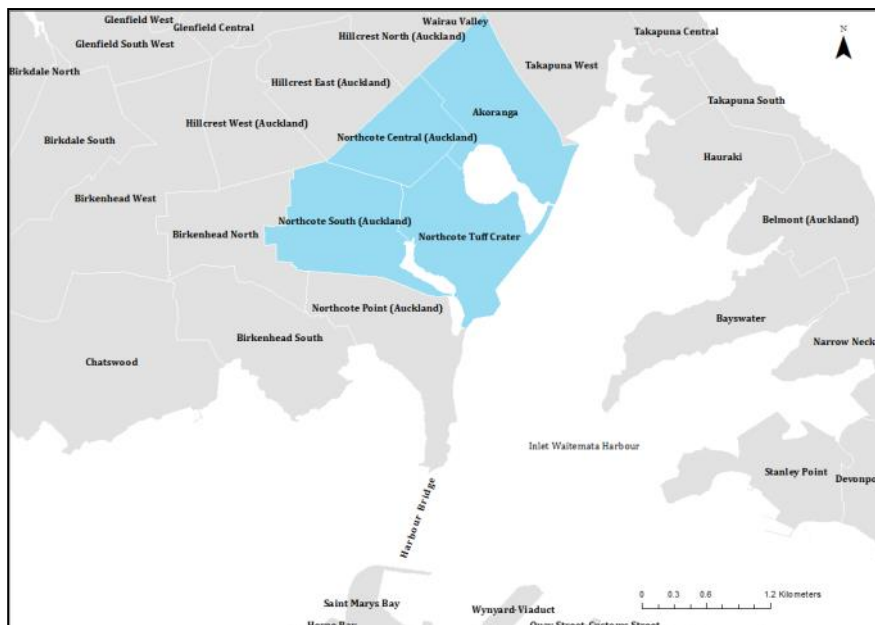 Glenfield West
Glenfield Central
Wairau Valley
Hillcrest North (Auckland)
Takapuna Central
N
Glenfield South West
Birkdale North
Takapuna West
Hillcrest East (Auckland)
Takapuna South
Akoranga
Hillcrest West (Auckland)
Northcote Central (Auckland)
Birkdale South
Hauraki
Birkenhead West
Northcote South (Auckland)
Belmont (Auckland)
Birkenhead North
Northcote Tuff Crater
Northcote Point (Auckland)
Bayswater
Birkenhead South
Narrow Neck
Chatswood
Inlet Waitemata Harbour
Stanley Point
Devonpo
Harbour Bridge
0 0.3 0.6 1.2 Kilometers
Saint Marys Bay
Wynyard-Viaduct